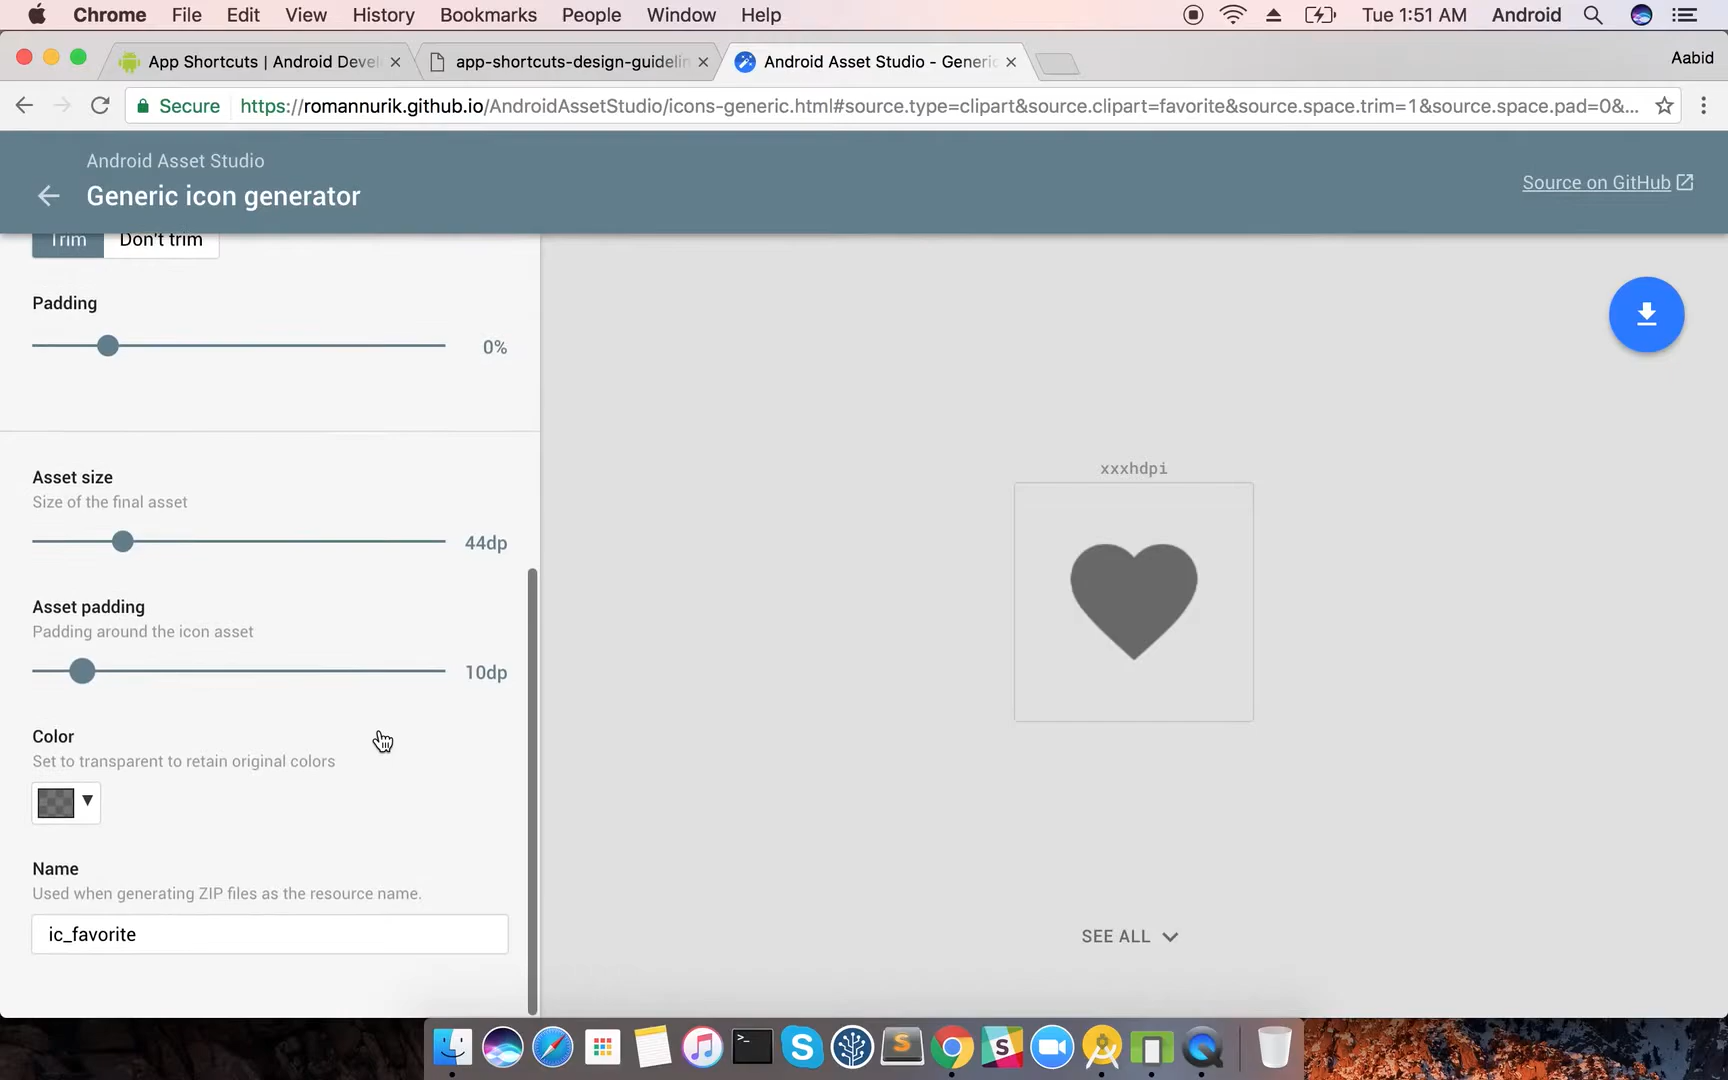 Chrome File Edit View History Bookmarks People Window Help Tue 1:51 AM Android
App Shortcuts | Android Devel app-shortcuts-design-guidelin Android Asset Studio - Generic Aabid
Secure https://romannurik.github.io/AndroidAssetStudio/icons-generic.html#source.type=clipart&source.clipart=favorite&source.space.trim=1&source.space.pad=0&...
Android Asset Studio
Generic icon generator
Source on GitHub
Trim Don't trim
Padding
0%
Asset size
Size of the final asset
44dp
Asset padding
Padding around the icon asset
10dp
Color
Set to transparent to retain original colors
Name
Used when generating ZIP files as the resource name.
ic_favorite
xxxhdpi
SEE ALL